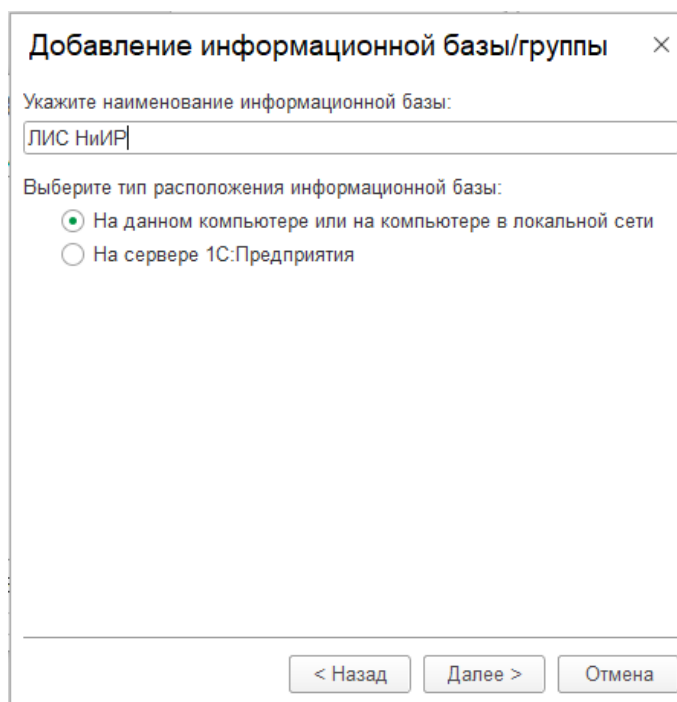 Добавление информационной базы/группы
Укажите наименование информационной базы:
ЛИС НиИР
Выберите тип расположения информационной базы:
На данном компьютере или на компьютере в локальной сети
На сервере 1С:Предприятия
< Назад
Далее >
Отмена